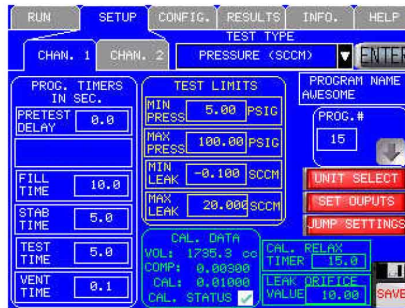 RUN SETUP CONFIG. RESULTS INFO. HELP
TEST TYPE
CHAN. 1 CHAN. 2 PRESSURE (SCCM) ENTER
PROG. TIMERS
IN SEC.
PRETEST
DELAY 0.0
FILL
TIME 10.0
STAB
TIME 5.0
TEST
TIME 5.0
VENT
TIME 0.1
TEST LIMITS
MIN
PRESS 5.00 PSIG
MAX
PRESS 100.00 PSIG
MIN
LEAK -0.100 SCCM
MAX
LEAK 20.000 SCCM
CAL. DATA
VOL: 1735.3 cc
COMP: 0.00300
CAL: 0.01000
CAL. STATUS
PROGRAM NAME
AWESOME
PROG.#
15
UNIT SELECT
SET OUPUTS
JUMP SETTINGS
CAL. RELAX
TIMER 15.0
LEAK ORIFICE
VALUE 10.00
SAVE